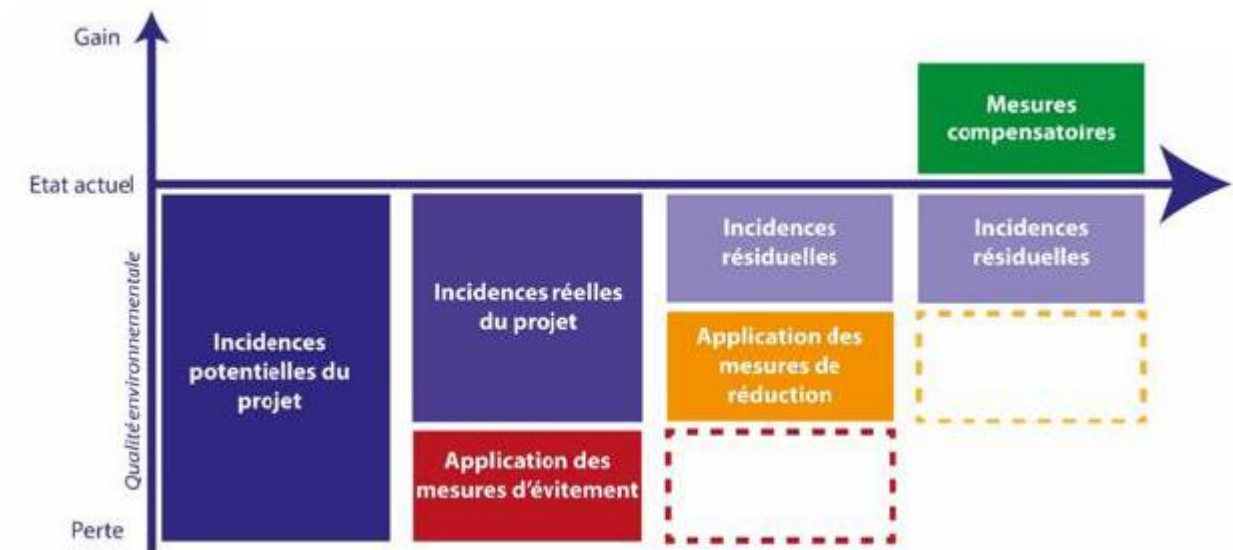 Gain
Mesures
compensatoires
Etat actuel
Qualité environnementale
Incidences
potentielles du
projet
Incidences réelles
du projet
Incidences
résiduelles
Incidences
résiduelles
Application des
mesures de
réduction
Application des
mesures d'évitement
Perte